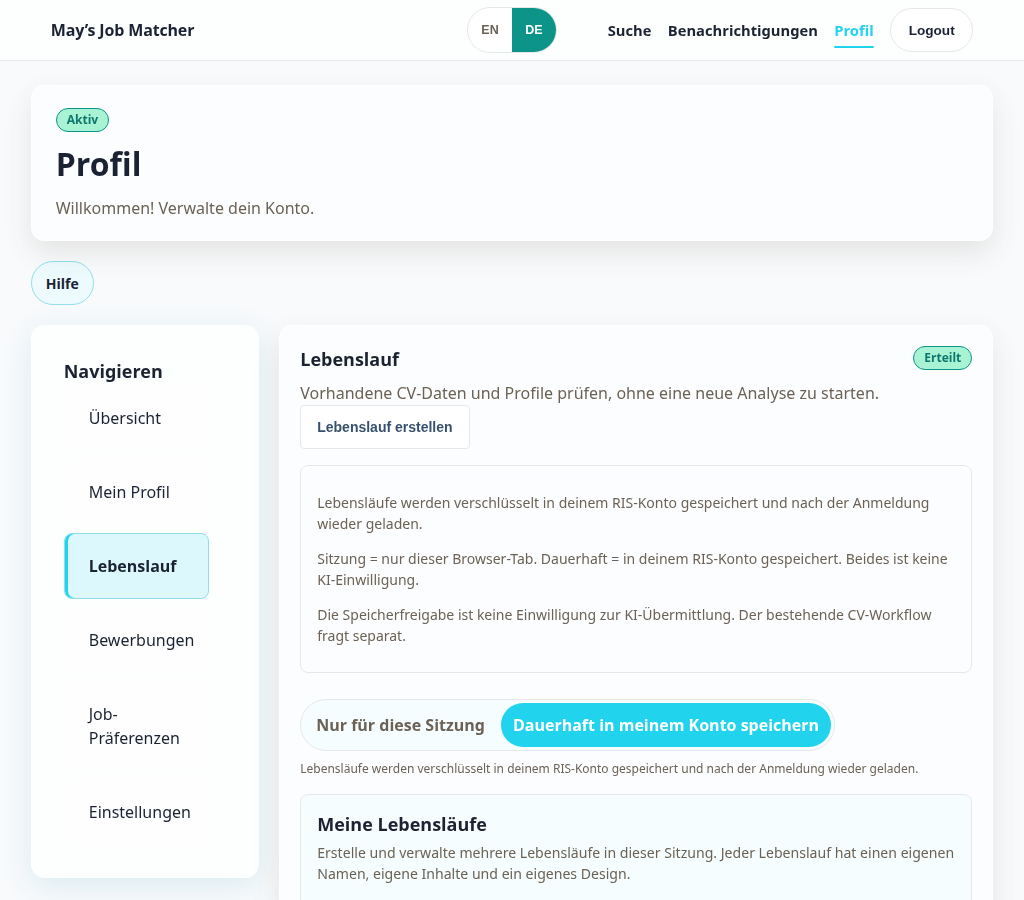 May's Job Matcher
EN
DE
Suche
Benachrichtigungen
Profil
Logout
Aktiv
Profil
Willkommen! Verwalte dein Konto.
Hilfe
Navigieren
Übersicht
Mein Profil
Lebenslauf
Bewerbungen
Job-
Präferenzen
Einstellungen
Lebenslauf
Erteilt
Vorhandene CV-Daten und Profile prüfen, ohne eine neue Analyse zu starten.
Lebenslauf erstellen
Lebensläufe werden verschlüsselt in deinem RIS-Konto gespeichert und nach der Anmeldung
wieder geladen.
Sitzung = nur dieser Browser-Tab. Dauerhaft = in deinem RIS-Konto gespeichert. Beides ist keine
KI-Einwilligung.
Die Speicherfreigabe ist keine Einwilligung zur KI-Übermittlung. Der bestehende CV-Workflow
fragt separat.
Nur für diese Sitzung
Dauerhaft in meinem Konto speichern
Lebensläufe werden verschlüsselt in deinem RIS-Konto gespeichert und nach der Anmeldung wieder geladen.
Meine Lebensläufe
Erstelle und verwalte mehrere Lebensläufe in dieser Sitzung. Jeder Lebenslauf hat einen eigenen
Namen, eigene Inhalte und ein eigenes Design.